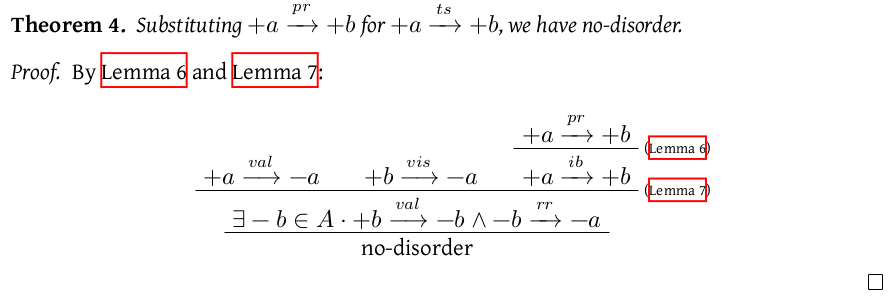 Theorem 4. Substituting +a —pr→ +b for +a —ts→ +b, we have no-disorder.
Proof. By Lemma 6 and Lemma 7:
+a —pr→ +b (Lemma 6)
+a —val→ −a +b —vis→ −a +a —ib→ +b (Lemma 7)
∃ − b ∈ A · +b —val→ −b ∧ −b —rr→ −a
no-disorder
□